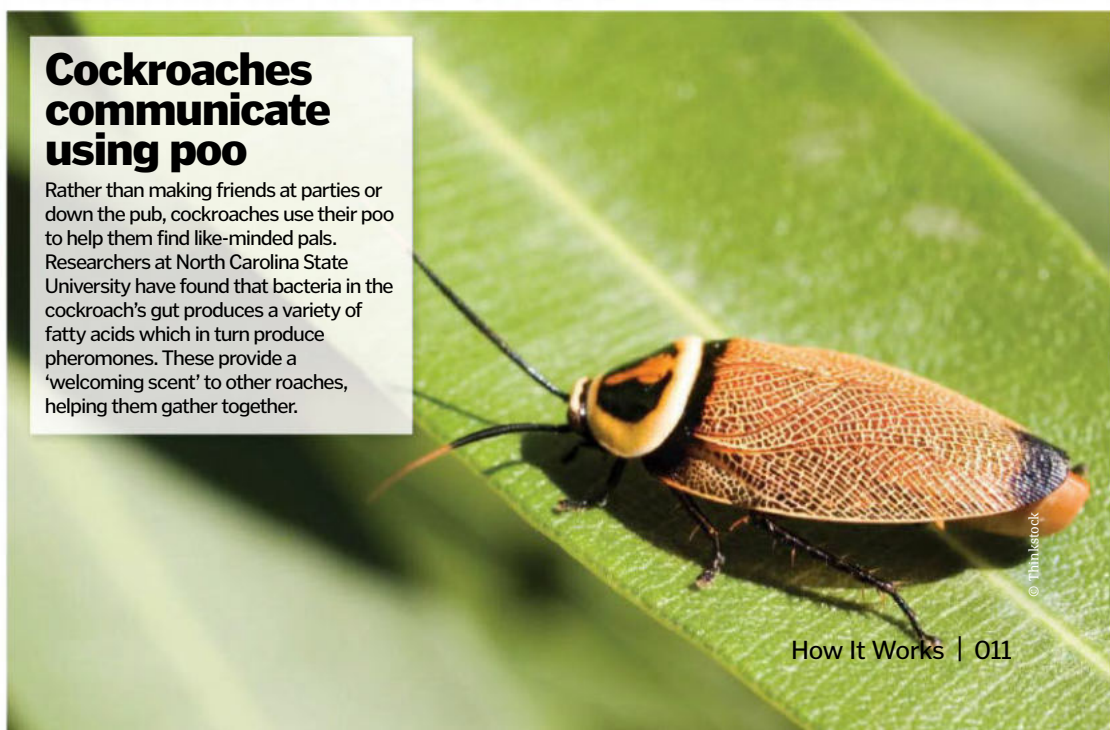 Cockroaches
communicate
using poo
Rather than making friends at parties or
down the pub, cockroaches use their poo
to help them find like-minded pals.
Researchers at North Carolina State
University have found that bacteria in the
cockroach's gut produces a variety of
fatty acids which in turn produce
pheromones. These provide a
‘welcoming scent’ to other roaches,
helping them gather together.
© Thinkstock
How It Works | 011